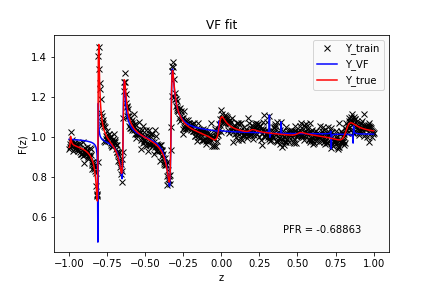 VF fit
1.4
1.2
1.0
0.8
0.6
F(z)
Y_train
Y_VF
Y_true
PFR = -0.68863
−1.00 −0.75 −0.50 −0.25 0.00 0.25 0.50 0.75 1.00
z